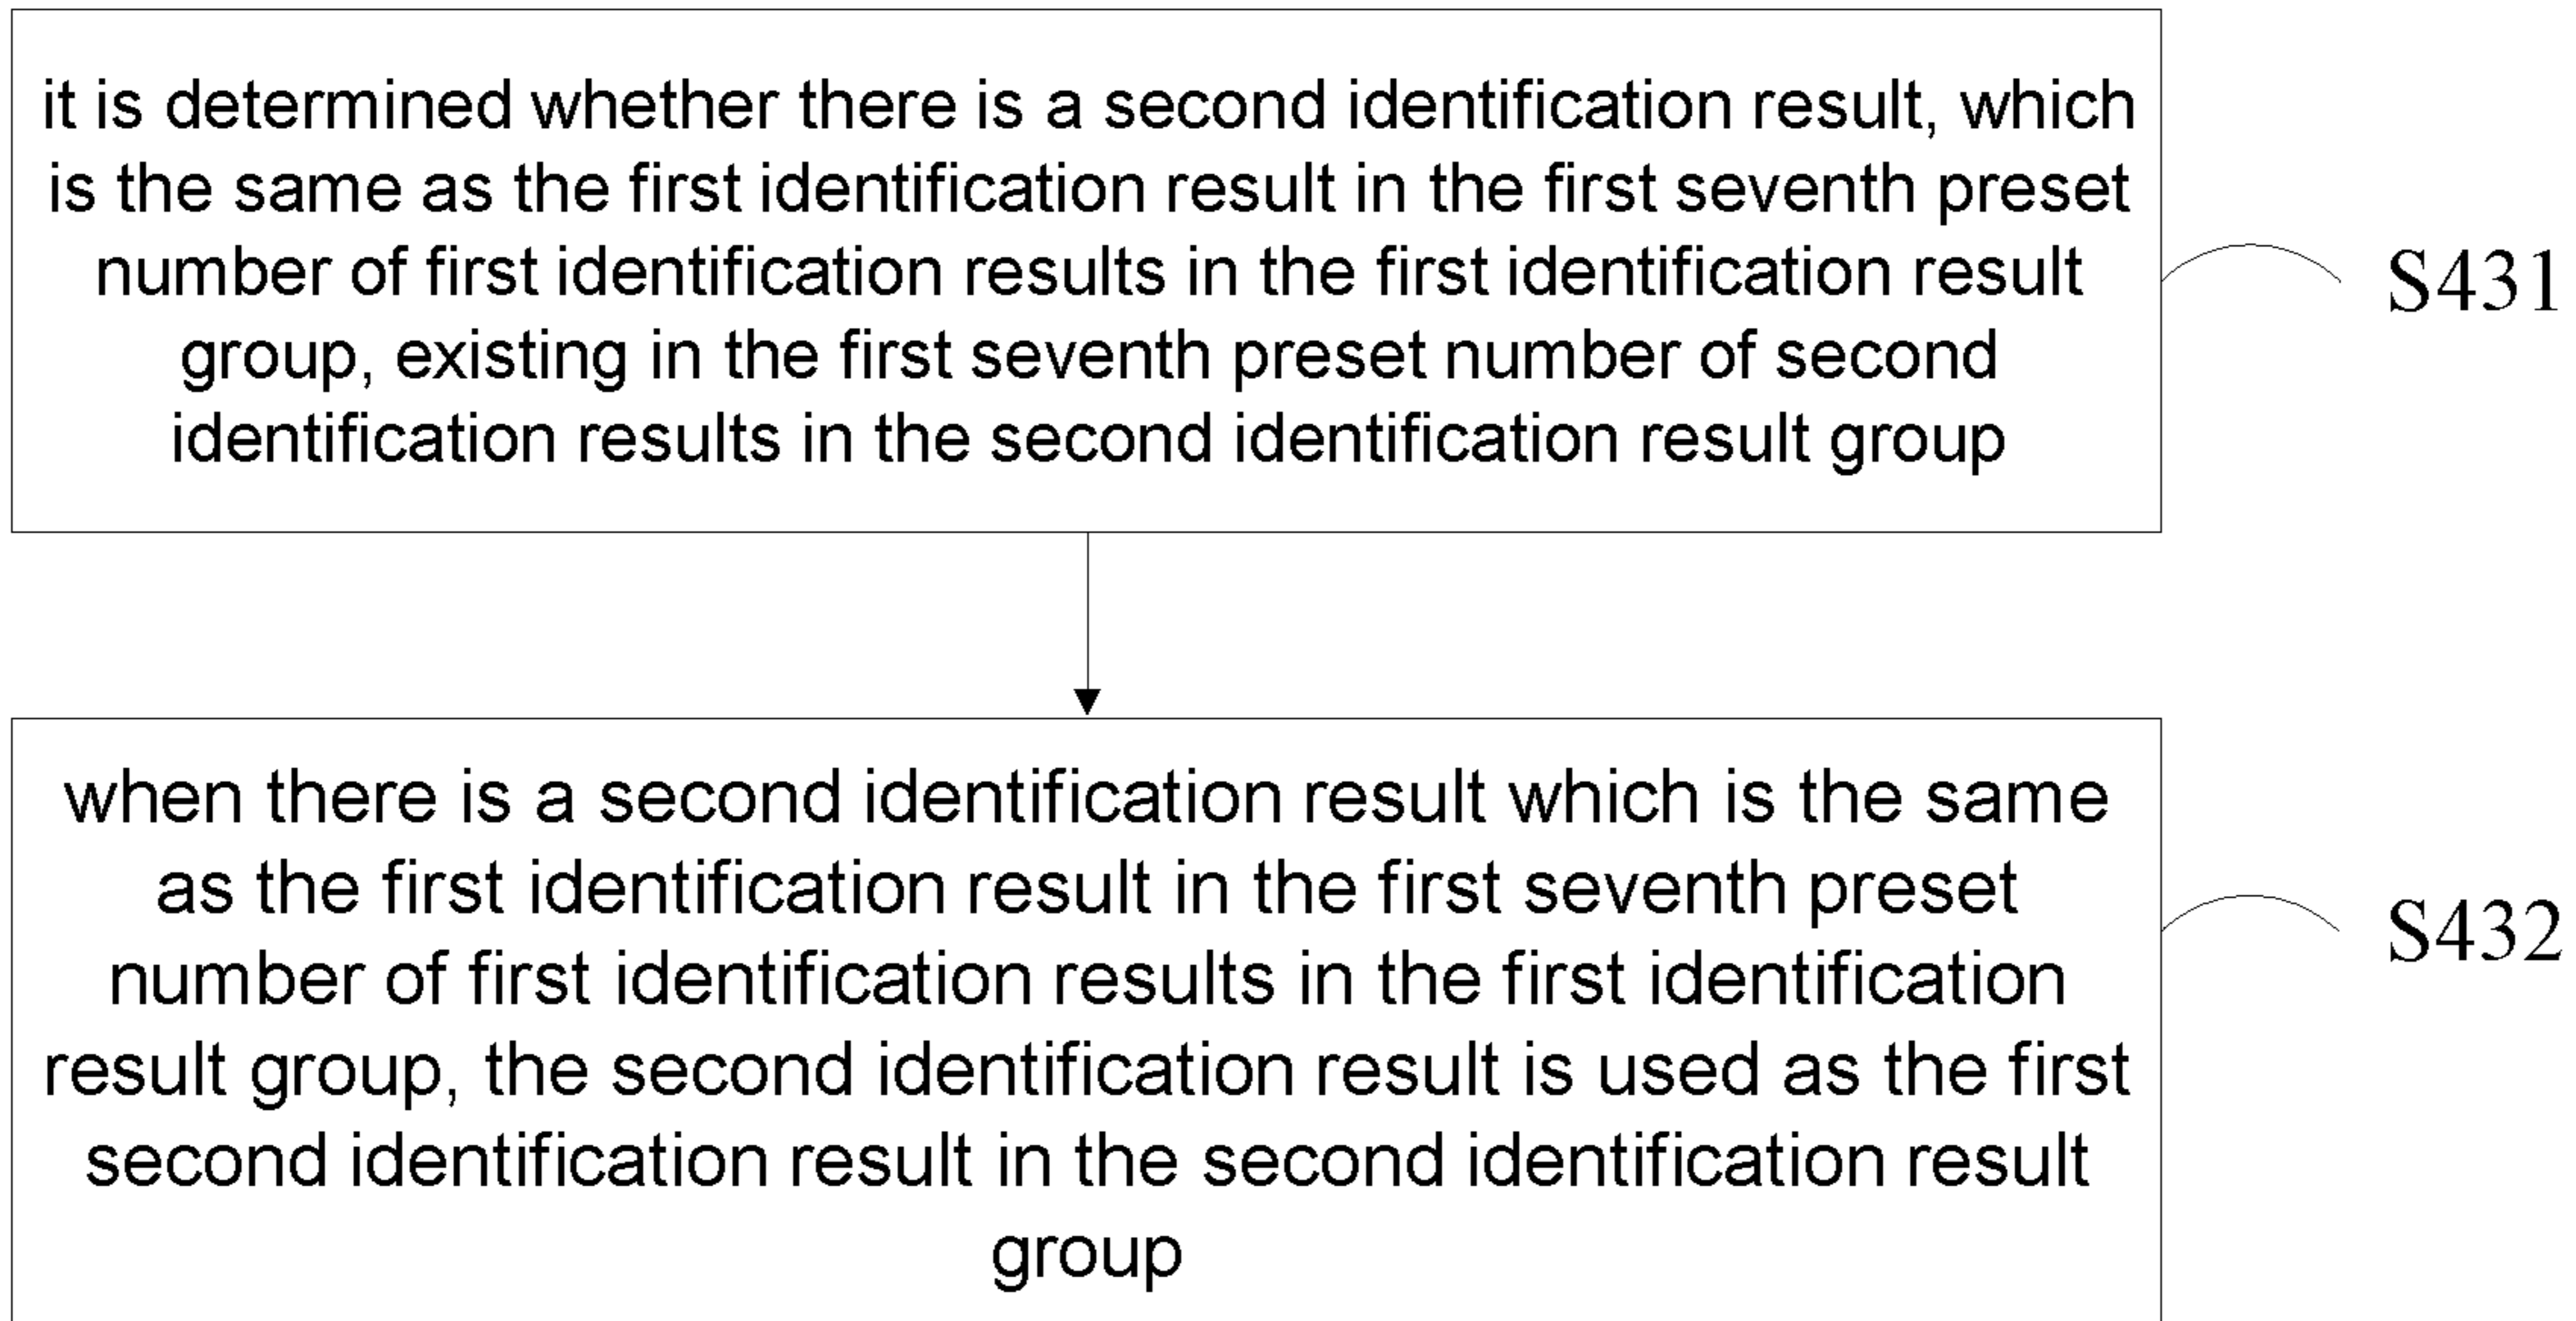 it is determined whether there is a second identification result, which
is the same as the first identification result in the first seventh preset
number of first identification results in the first identification result
group, existing in the first seventh preset number of second
identification results in the second identification result group
S431
when there is a second identification result which is the same
as the first identification result in the first seventh preset
number of first identification results in the first identification
result group, the second identification result is used as the first
second identification result in the second identification result
group
S432